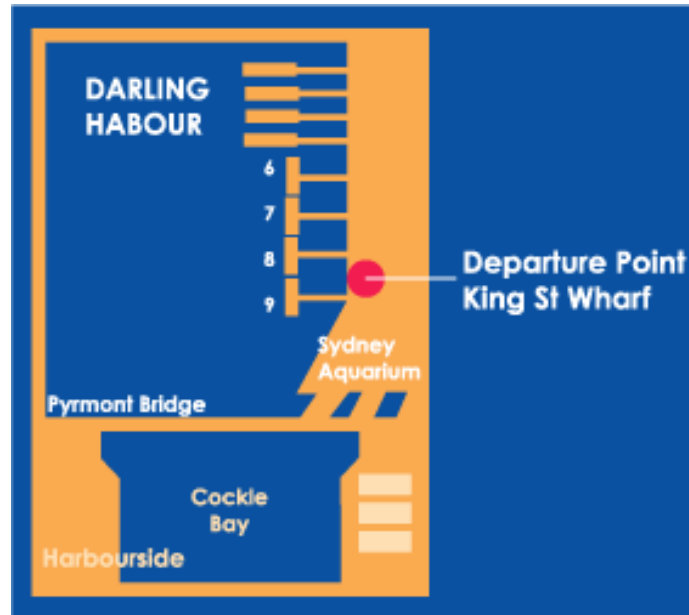 DARLING
HABOUR
6
7
8
9
Departure Point
King St Wharf
Sydney
Aquarium
Pyrmont Bridge
Cockle
Bay
Harbourside